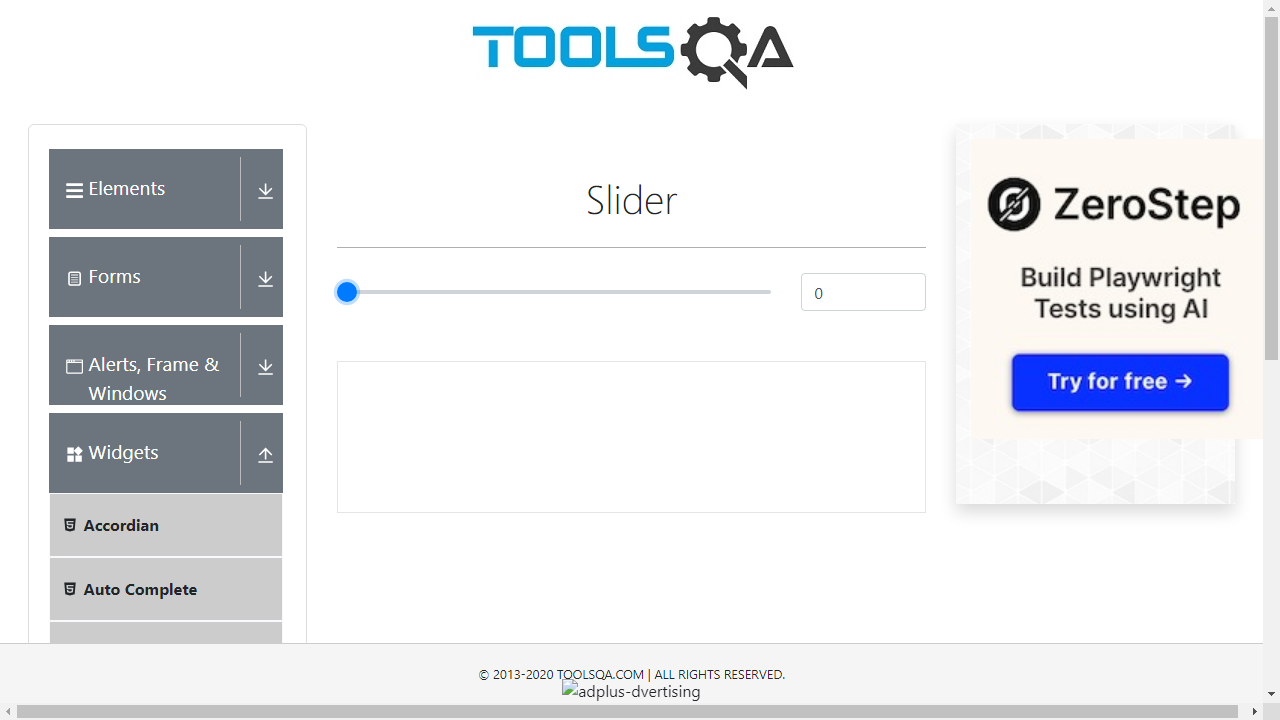 TOOLSQA
Elements
Forms
Alerts, Frame &
Windows
Widgets
Accordian
Auto Complete
Slider
0
ZeroStep
Build Playwright
Tests using AI
Try for free →
© 2013-2020 TOOLSQA.COM | ALL RIGHTS RESERVED.
adplus-dvertising